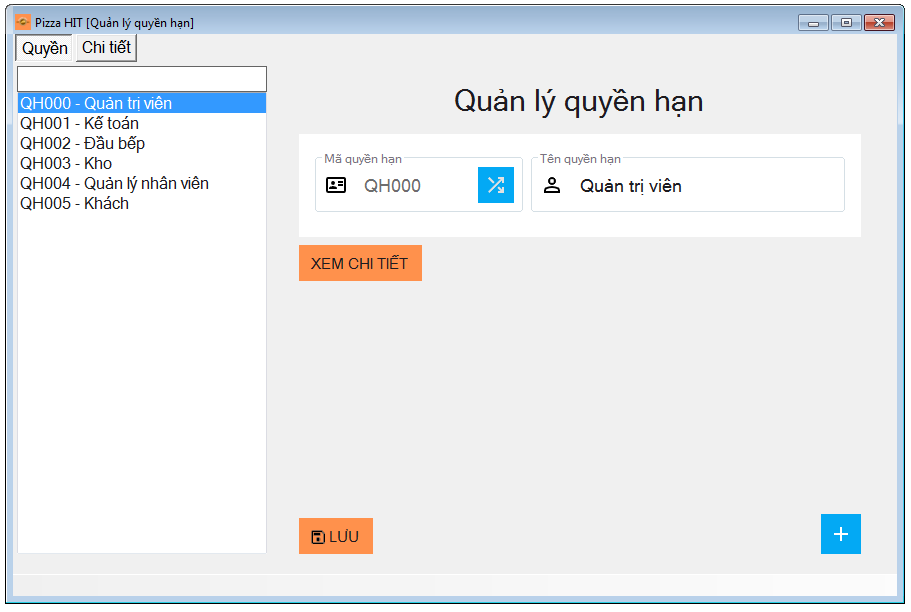 Pizza HIT [Quản lý quyền hạn]
Quyền
Chi tiết
QH000 - Quản trị viên
QH001 - Kế toán
QH002 - Đầu bếp
QH003 - Kho
QH004 - Quản lý nhân viên
QH005 - Khách
Quản lý quyền hạn
Mã quyền hạn
QH000
Tên quyền hạn
Quản trị viên
XEM CHI TIẾT
LƯU